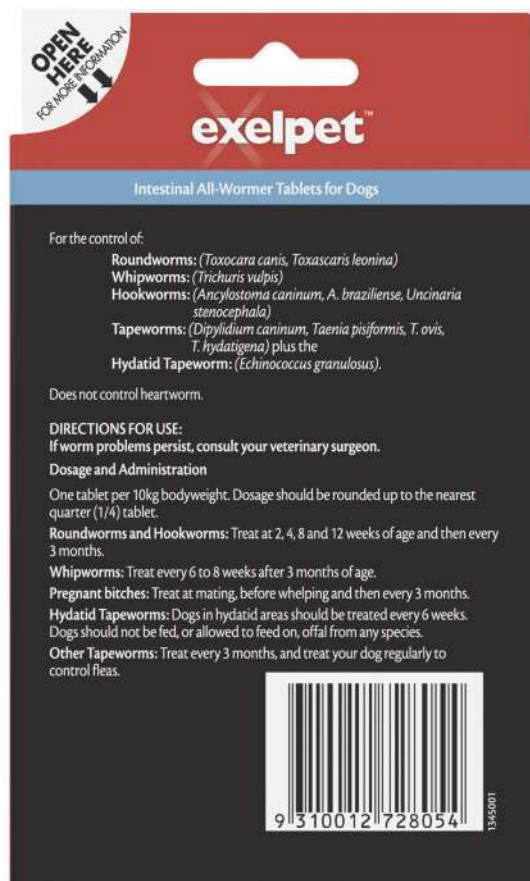 OPEN
HERE
FOR MORE INFORMATION
exelpet™
Intestinal All-Wormer Tablets for Dogs
For the control of:
Roundworms: (Toxocara canis, Toxascaris leonina)
Whipworms: (Trichuris vulpis)
Hookworms: (Ancylostoma caninum, A. braziliense, Uncinaria
stenocephala)
Tapeworms: (Dipylidium caninum, Taenia pisiformis, T. ovis,
T. hydatigena) plus the
Hydatid Tapeworm: (Echinococcus granulosus).
Does not control heartworm.
DIRECTIONS FOR USE:
If worm problems persist, consult your veterinary surgeon.
Dosage and Administration
One tablet per 10kg bodyweight. Dosage should be rounded up to the nearest
quarter (1/4) tablet.
Roundworms and Hookworms: Treat at 2, 4, 8 and 12 weeks of age and then every
3 months.
Whipworms: Treat every 6 to 8 weeks after 3 months of age.
Pregnant bitches: Treat at mating, before whelping and then every 3 months.
Hydatid Tapeworms: Dogs in hydatid areas should be treated every 6 weeks.
Dogs should not be fed, or allowed to feed on, offal from any species.
Other Tapeworms: Treat every 3 months, and treat your dog regularly to
control fleas.
9 310012 728054
1345001